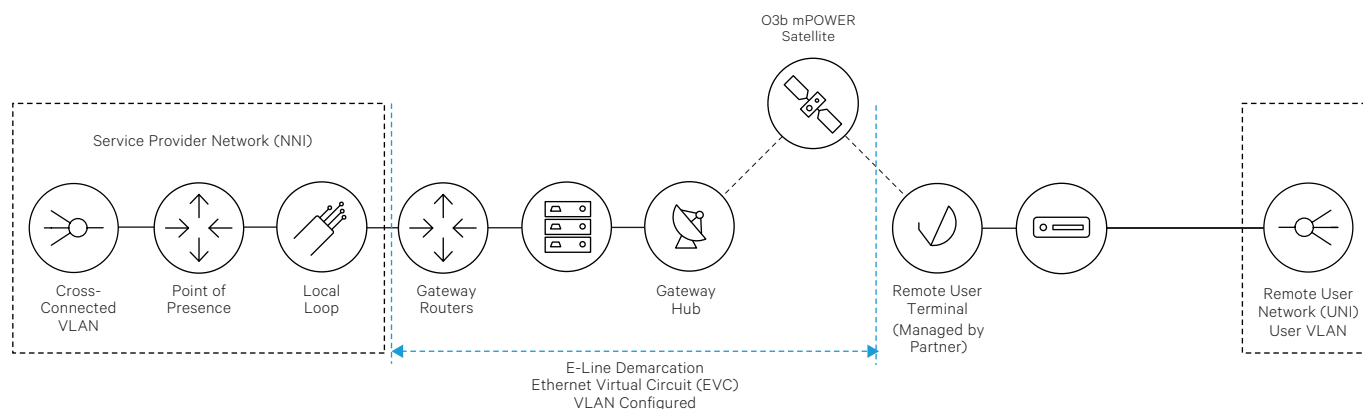 O3b mPOWER
Satellite
Service Provider Network (NNI)
Cross-
Connected
VLAN
Point of
Presence
Local
Loop
Gateway
Routers
Gateway
Hub
Remote User
Terminal
(Managed by
Partner)
Remote User
Network (UNI)
User VLAN
E-Line Demarcation
Ethernet Virtual Circuit (EVC)
VLAN Configured